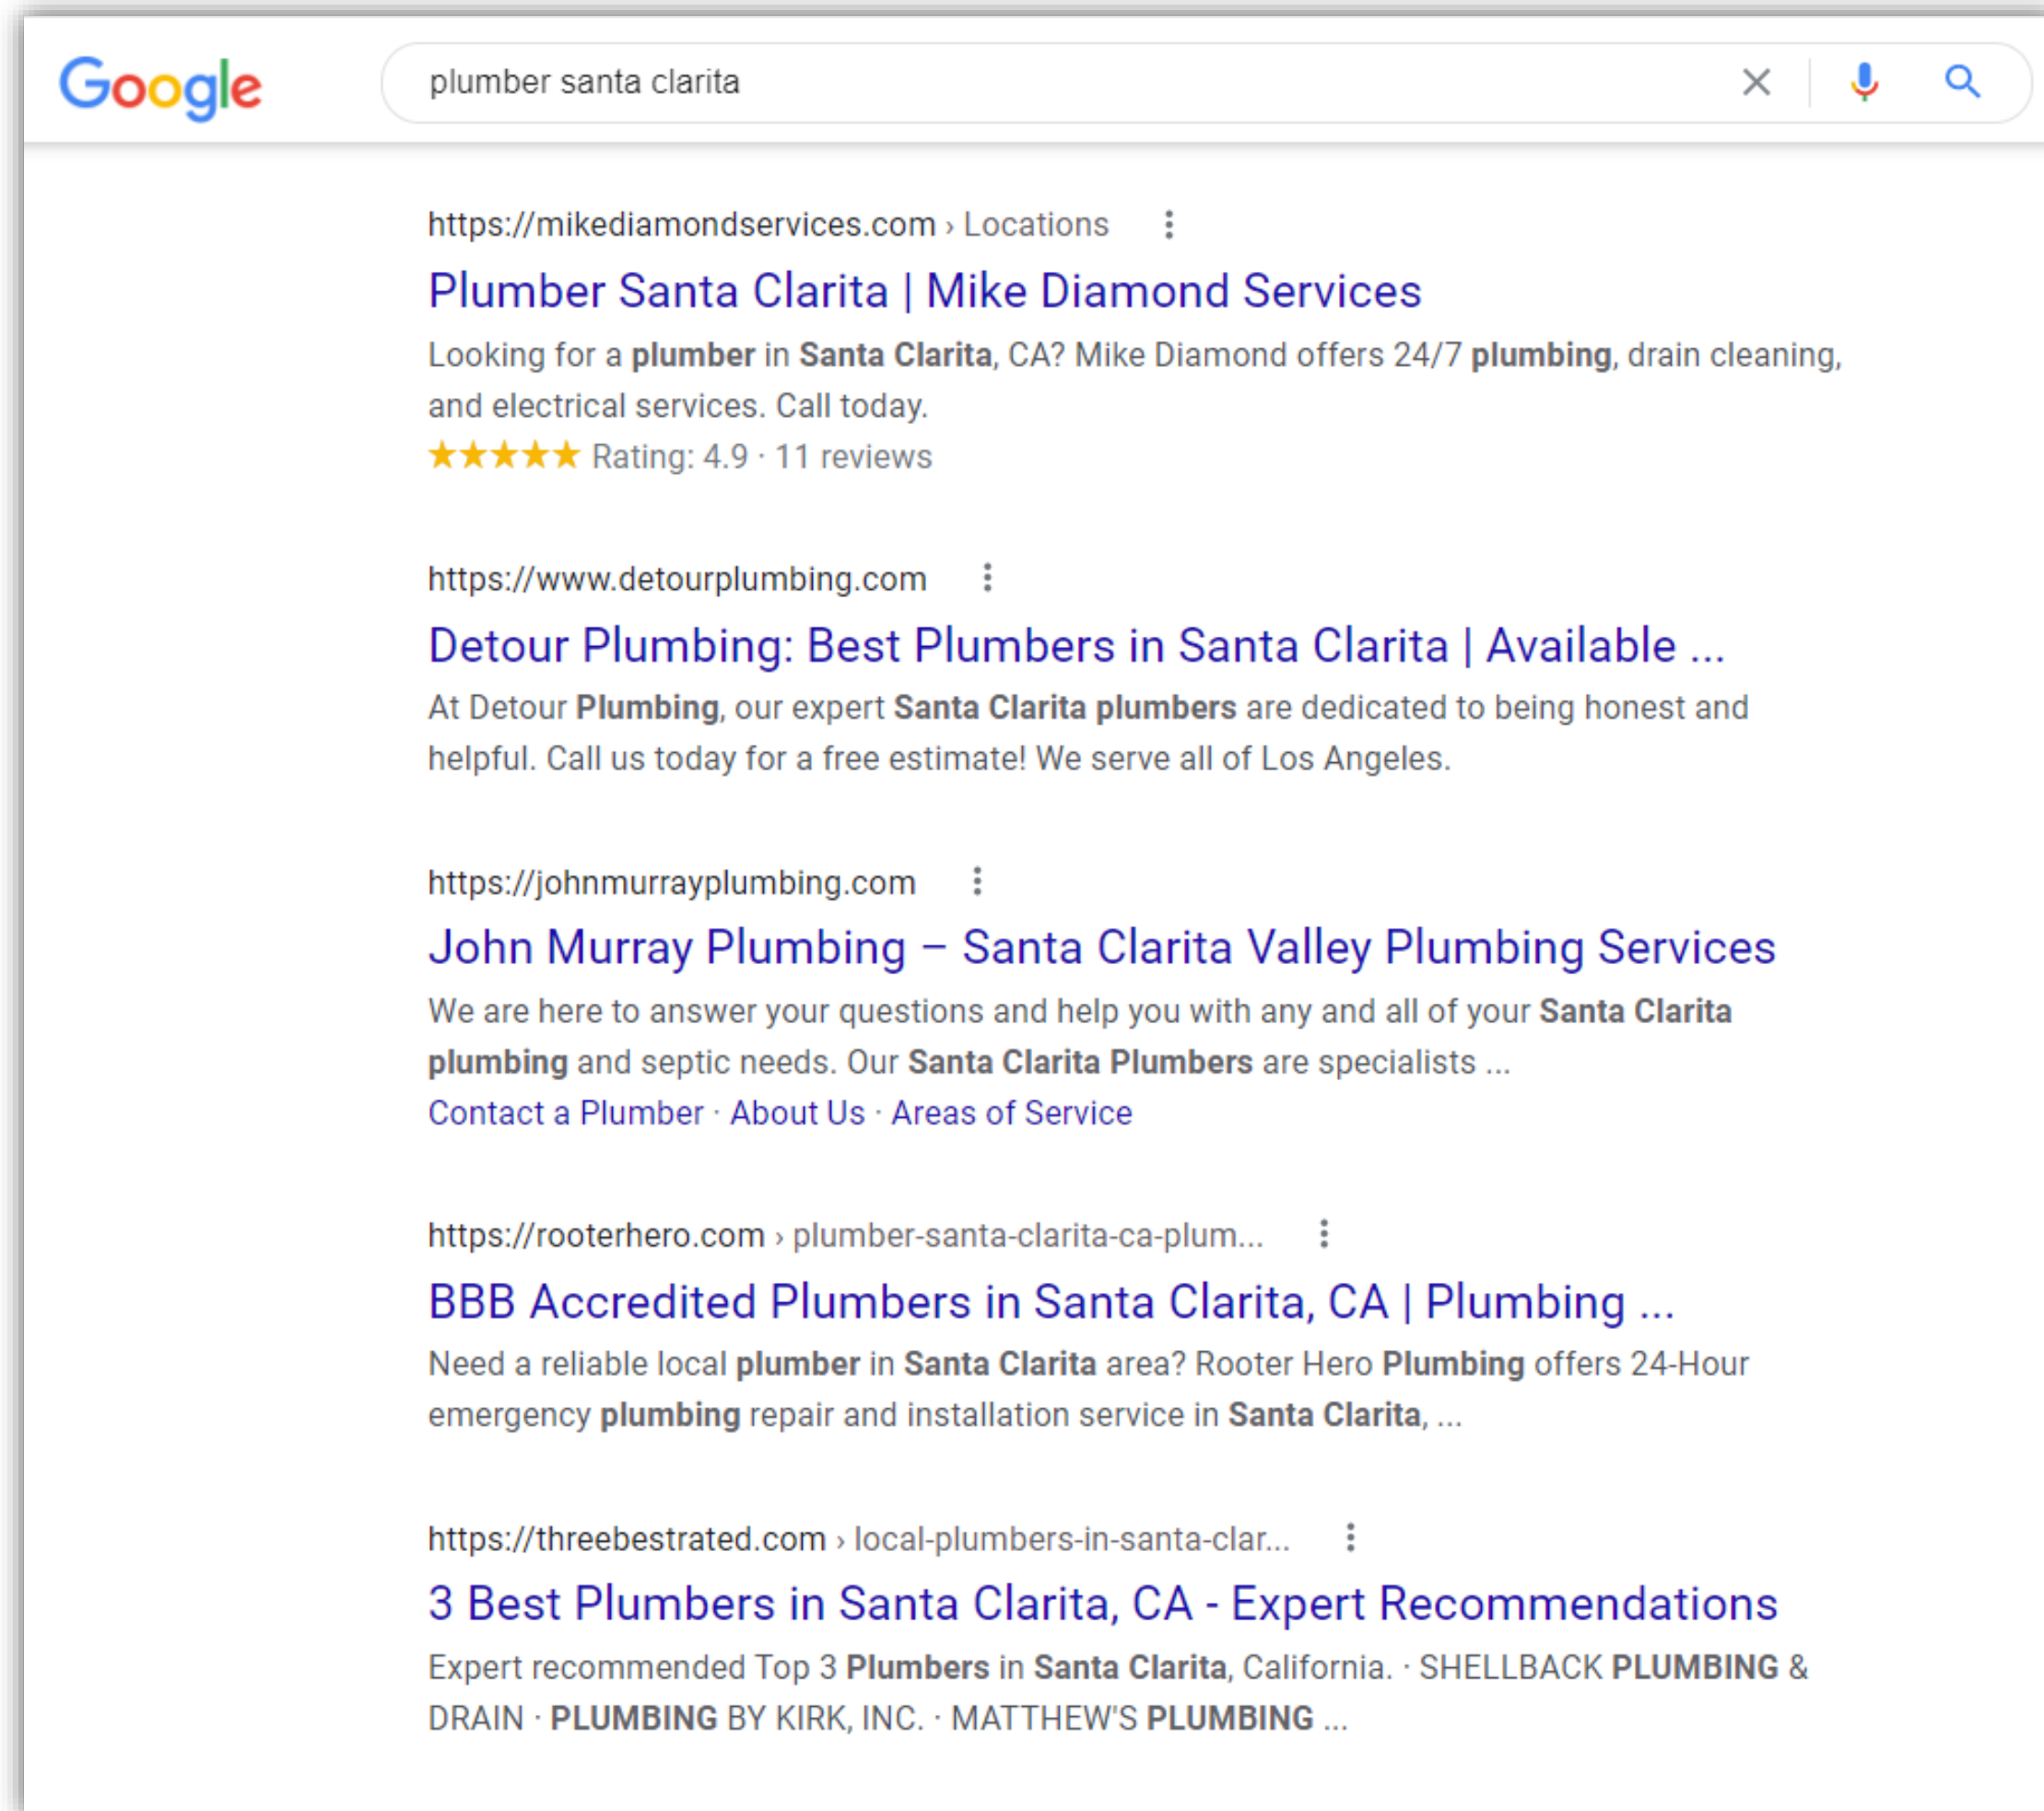 Google
plumber santa clarita
https://mikediamondservices.com › Locations
Plumber Santa Clarita | Mike Diamond Services
Looking for a plumber in Santa Clarita, CA? Mike Diamond offers 24/7 plumbing, drain cleaning,
and electrical services. Call today.
Rating: 4.9 · 11 reviews
https://www.detourplumbing.com
Detour Plumbing: Best Plumbers in Santa Clarita | Available ...
At Detour Plumbing, our expert Santa Clarita plumbers are dedicated to being honest and
helpful. Call us today for a free estimate! We serve all of Los Angeles.
https://johnmurrayplumbing.com
John Murray Plumbing – Santa Clarita Valley Plumbing Services
We are here to answer your questions and help you with any and all of your Santa Clarita
plumbing and septic needs. Our Santa Clarita Plumbers are specialists ...
Contact a Plumber · About Us · Areas of Service
https://rooterhero.com › plumber-santa-clarita-ca-plum...
BBB Accredited Plumbers in Santa Clarita, CA | Plumbing ...
Need a reliable local plumber in Santa Clarita area? Rooter Hero Plumbing offers 24-Hour
emergency plumbing repair and installation service in Santa Clarita, ...
https://threebestrated.com › local-plumbers-in-santa-clar...
3 Best Plumbers in Santa Clarita, CA - Expert Recommendations
Expert recommended Top 3 Plumbers in Santa Clarita, California. · SHELLBACK PLUMBING &
DRAIN · PLUMBING BY KIRK, INC. · MATTHEW'S PLUMBING ...